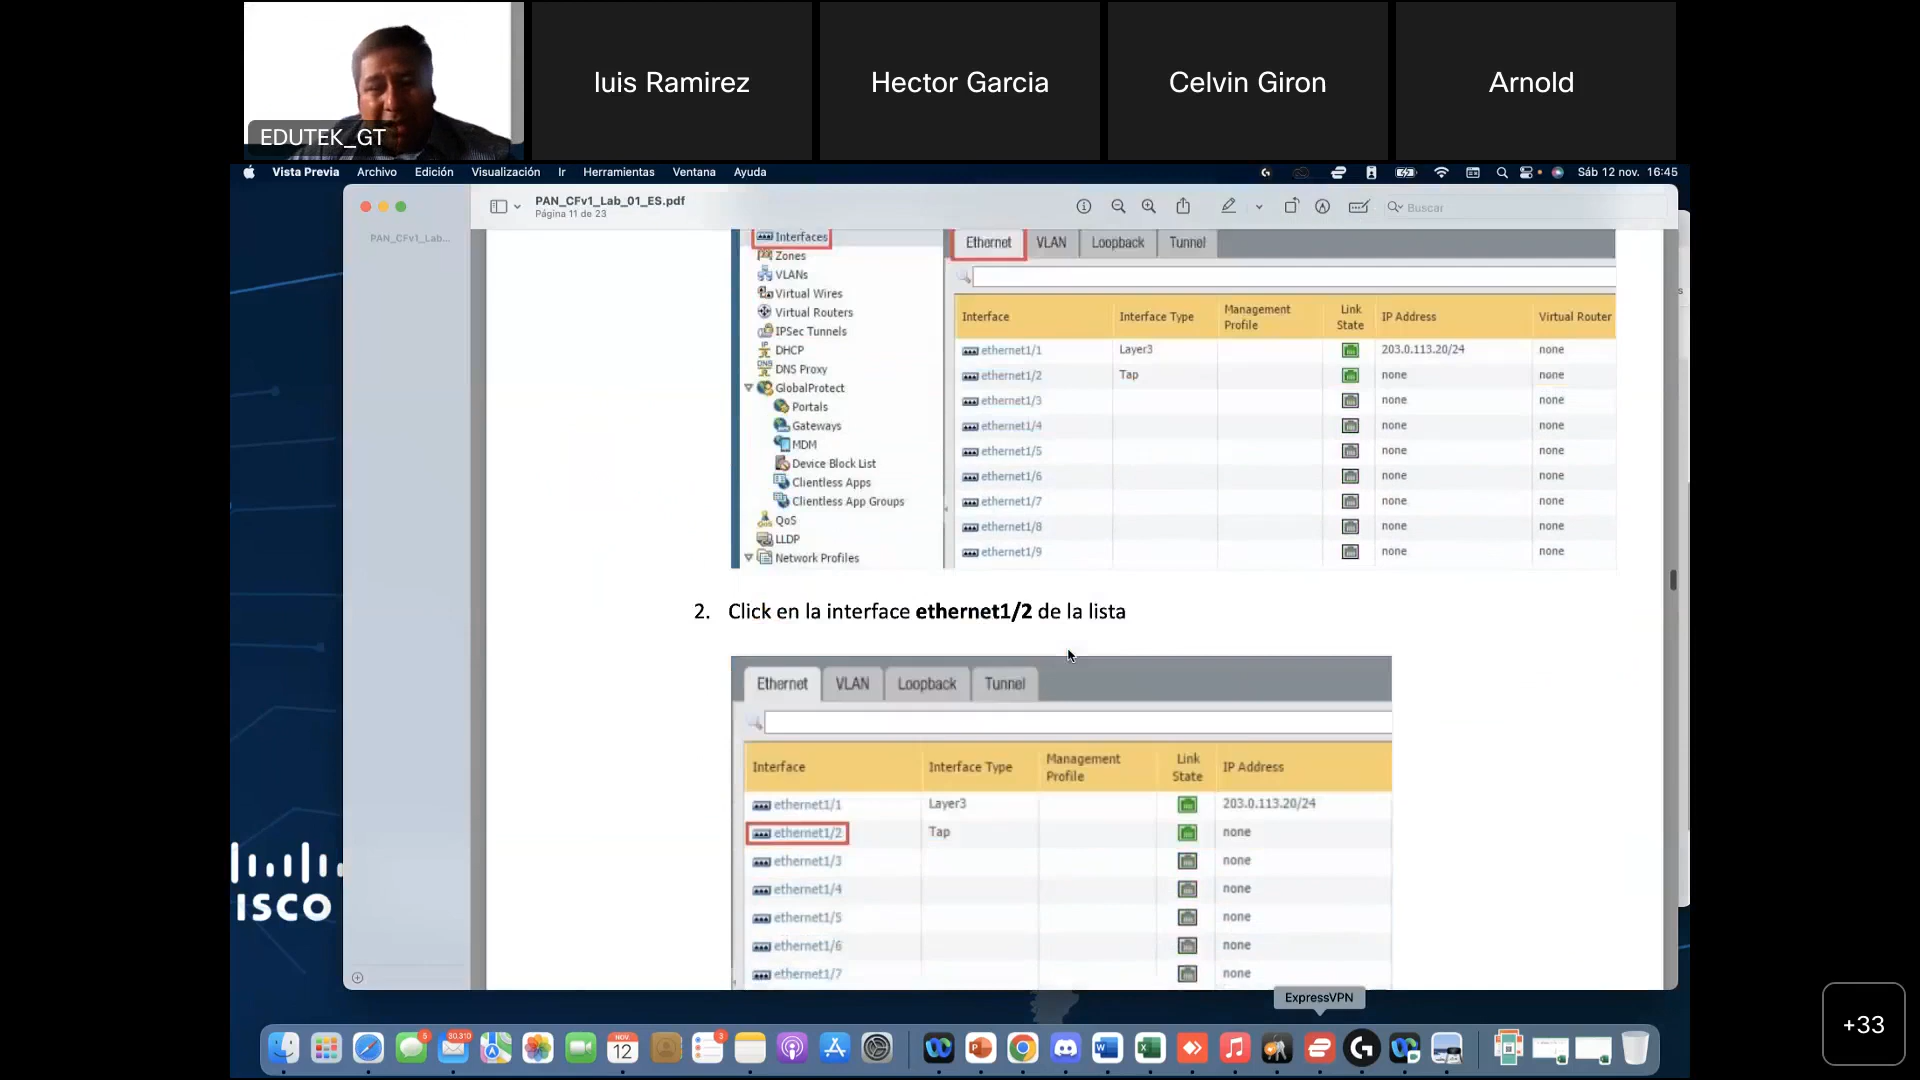 EDUTEK_GT
luis Ramirez
Hector Garcia
Celvin Giron
Arnold
Vista Previa Archivo Edición Visualización Ir Herramientas Ventana Ayuda
Sáb 12 nov. 16:45
PAN_CFv1_Lab_01_ES.pdf
Página 11 de 23
Buscar
PAN_CFv1_Lab...
Interfaces
Zones
VLANs
Virtual Wires
Virtual Routers
IPSec Tunnels
DHCP
DNS Proxy
GlobalProtect
Portals
Gateways
MDM
Device Block List
Clientless Apps
Clientless App Groups
QoS
LLDP
Network Profiles
Ethernet VLAN Loopback Tunnel
Interface Interface Type Management Profile Link State IP Address Virtual Router
ethernet1/1 Layer3 203.0.113.20/24 none
ethernet1/2 Tap none none
ethernet1/3 none none
ethernet1/4 none none
ethernet1/5 none none
ethernet1/6 none none
ethernet1/7 none none
ethernet1/8 none none
ethernet1/9 none none
2. Click en la interface ethernet1/2 de la lista
Ethernet VLAN Loopback Tunnel
Interface Interface Type Management Profile Link State IP Address
ethernet1/1 Layer3 203.0.113.20/24
ethernet1/2 Tap none
ethernet1/3 none
ethernet1/4 none
ethernet1/5 none
ethernet1/6 none
ethernet1/7 none
ISCO
ExpressVPN
5
30,310
NOV
12
3
+33